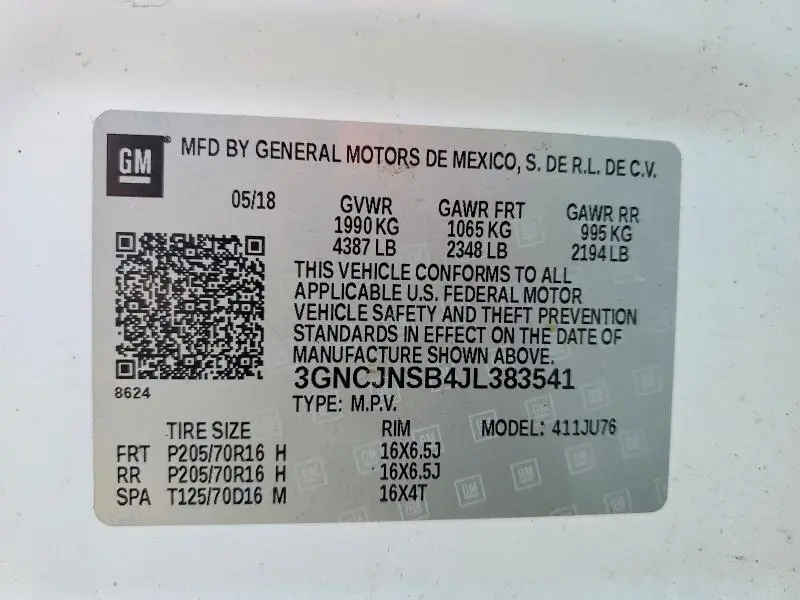 GM
MFD BY GENERAL MOTORS DE MEXICO, S. DE R.L. DE C.V.
05/18 GVWR GAWR FRT GAWR RR
1990 KG 1065 KG 995 KG
4387 LB 2348 LB 2194 LB
THIS VEHICLE CONFORMS TO ALL
APPLICABLE U.S. FEDERAL MOTOR
VEHICLE SAFETY AND THEFT PREVENTION
STANDARDS IN EFFECT ON THE DATE OF
MANUFACTURE SHOWN ABOVE.
3GNCJNSB4JL383541
8624
TYPE: M.P.V.
TIRE SIZE RIM MODEL: 411JU76
FRT P205/70R16 H 16X6.5J
RR P205/70R16 H 16X6.5J
SPA T125/70D16 M 16X4T